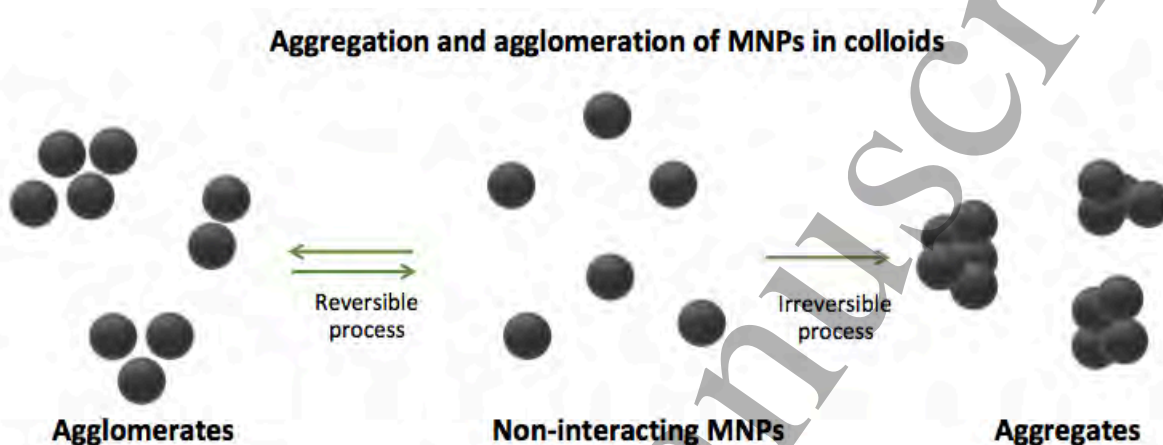 Aggregation and agglomeration of MNPs in colloids
Reversible
process
Irreversible
process
Agglomerates
Non-interacting MNPs
Aggregates